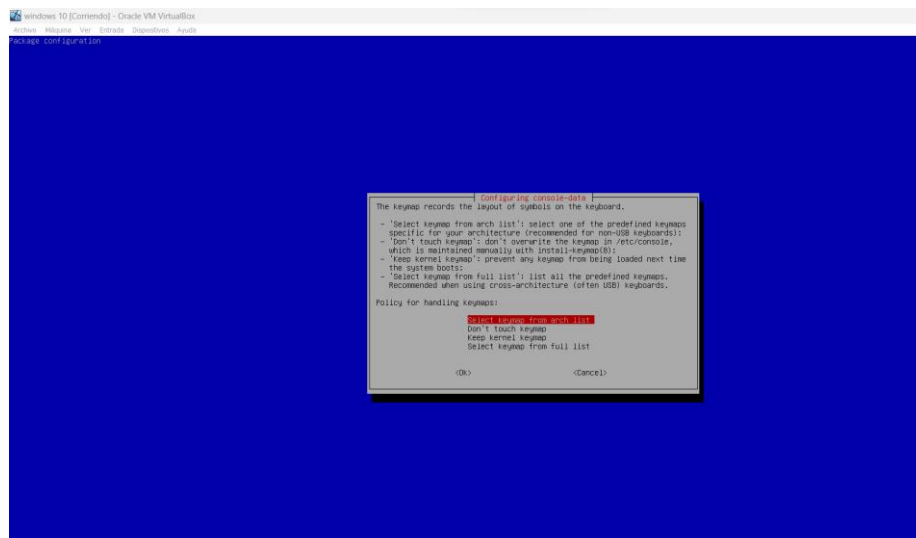 windows 10 [Corriendo] - Oracle VM VirtualBox
Archivo Máquina Ver Entrada Dispositivos Ayuda
Package configuration
Configuring console-data
The keymap records the layout of symbols on the keyboard.
- 'Select keymap from arch list': select one of the predefined keymaps
specific for your architecture (recommended for non-USB keyboards):
- 'Don't touch keymap': don't overwrite the keymap in /etc/console,
which is maintained manually with install-keymap(8):
- 'Keep kernel keymap': prevent any keymap from being loaded next time
the system boots:
- 'Select keymap from full list': list all the predefined keymaps.
Recommended when using cross-architecture (often USB) keyboards.
Policy for handling keymaps:
Select keymap from arch list
Don't touch keymap
Keep kernel keymap
Select keymap from full list
<Ok> <Cancel>